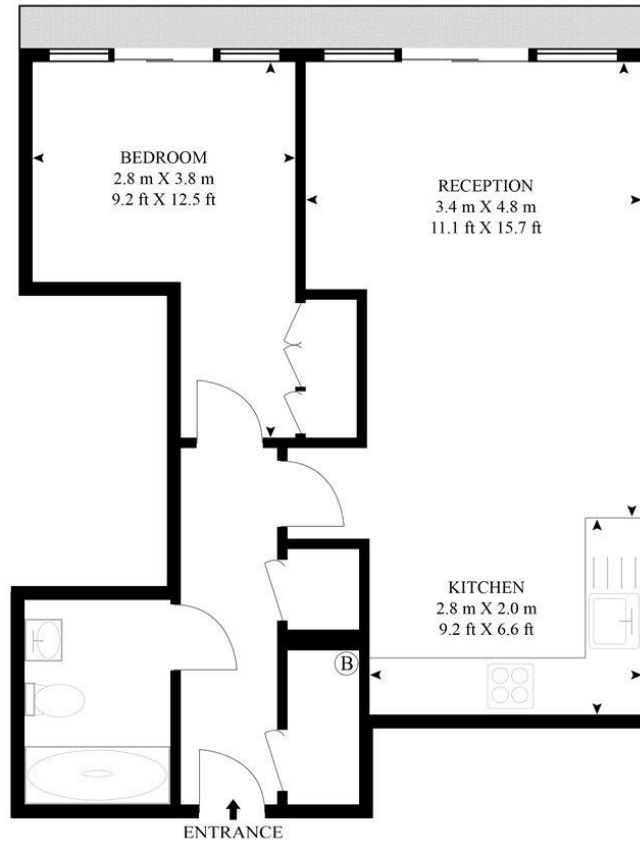 BEDROOM
2.8 m X 3.8 m
9.2 ft X 12.5 ft
RECEPTION
3.4 m X 4.8 m
11.1 ft X 15.7 ft
KITCHEN
2.8 m X 2.0 m
9.2 ft X 6.6 ft
B
ENTRANCE